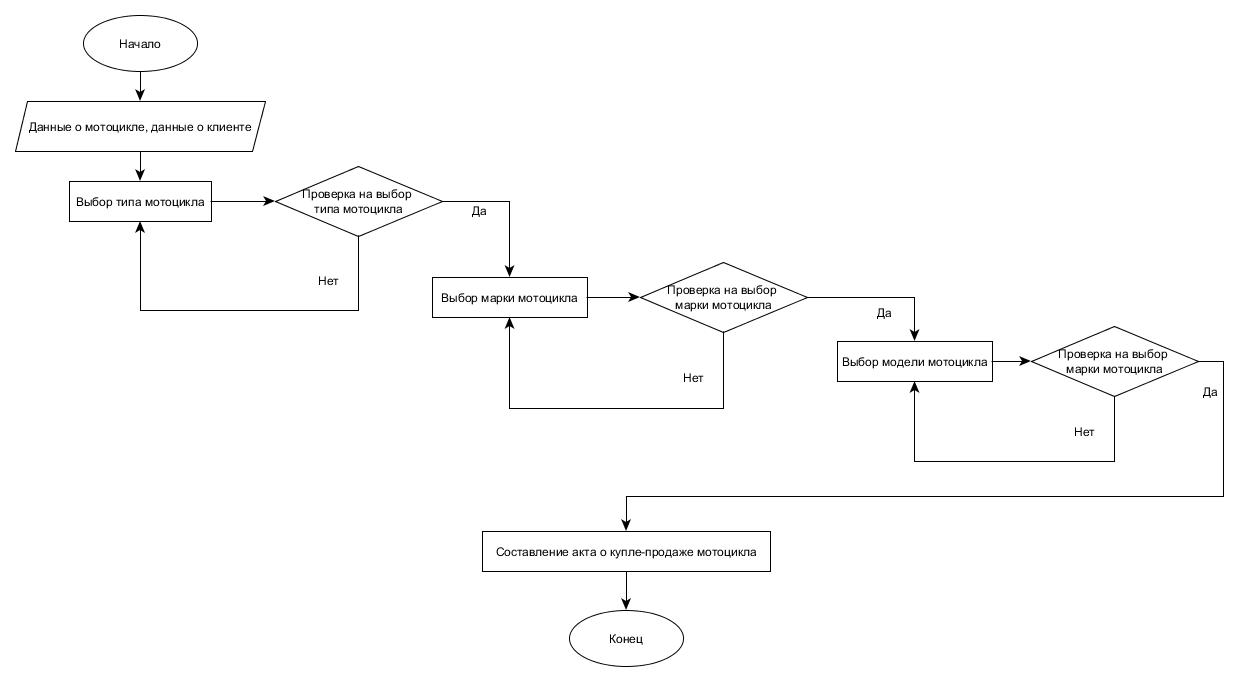 Начало
Данные о мотоцикле, данные о клиенте
Выбор типа мотоцикла
Проверка на выбор
типа мотоцикла
Да
Нет
Выбор марки мотоцикла
Проверка на выбор
марки мотоцикла
Да
Нет
Выбор модели мотоцикла
Проверка на выбор
марки мотоцикла
Да
Нет
Составление акта о купле-продаже мотоцикла
Конец